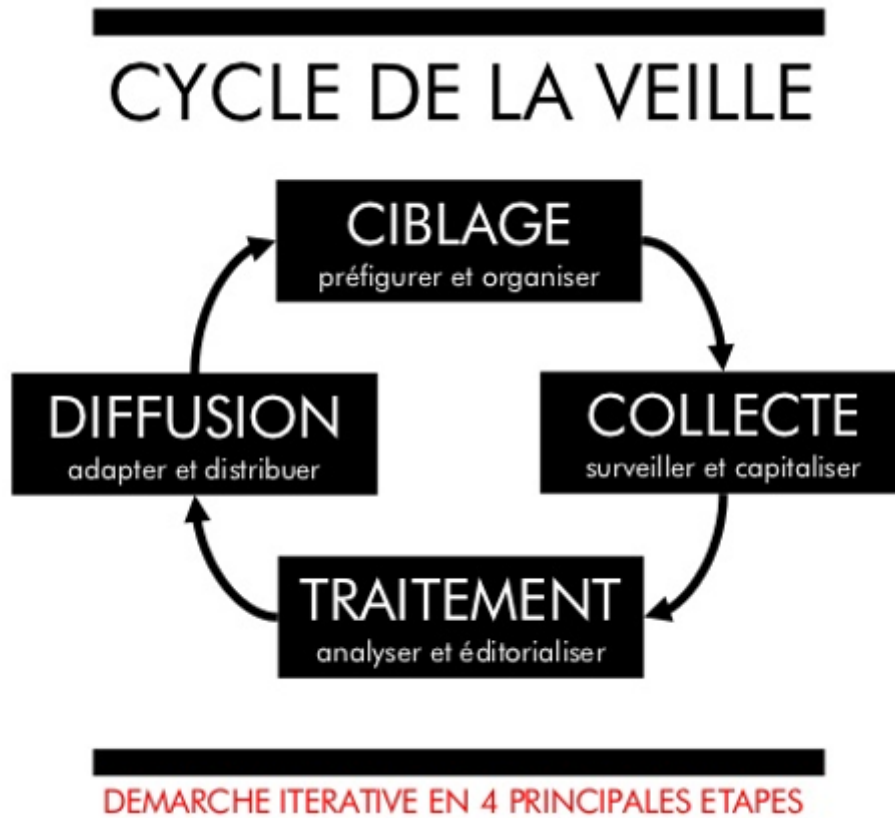 CYCLE DE LA VEILLE
CIBLAGE
préfigurer et organiser
DIFFUSION
adapter et distribuer
COLLECTE
surveiller et capitaliser
TRAITEMENT
analyser et éditorialiser
DEMARCHE ITERATIVE EN 4 PRINCIPALES ETAPES